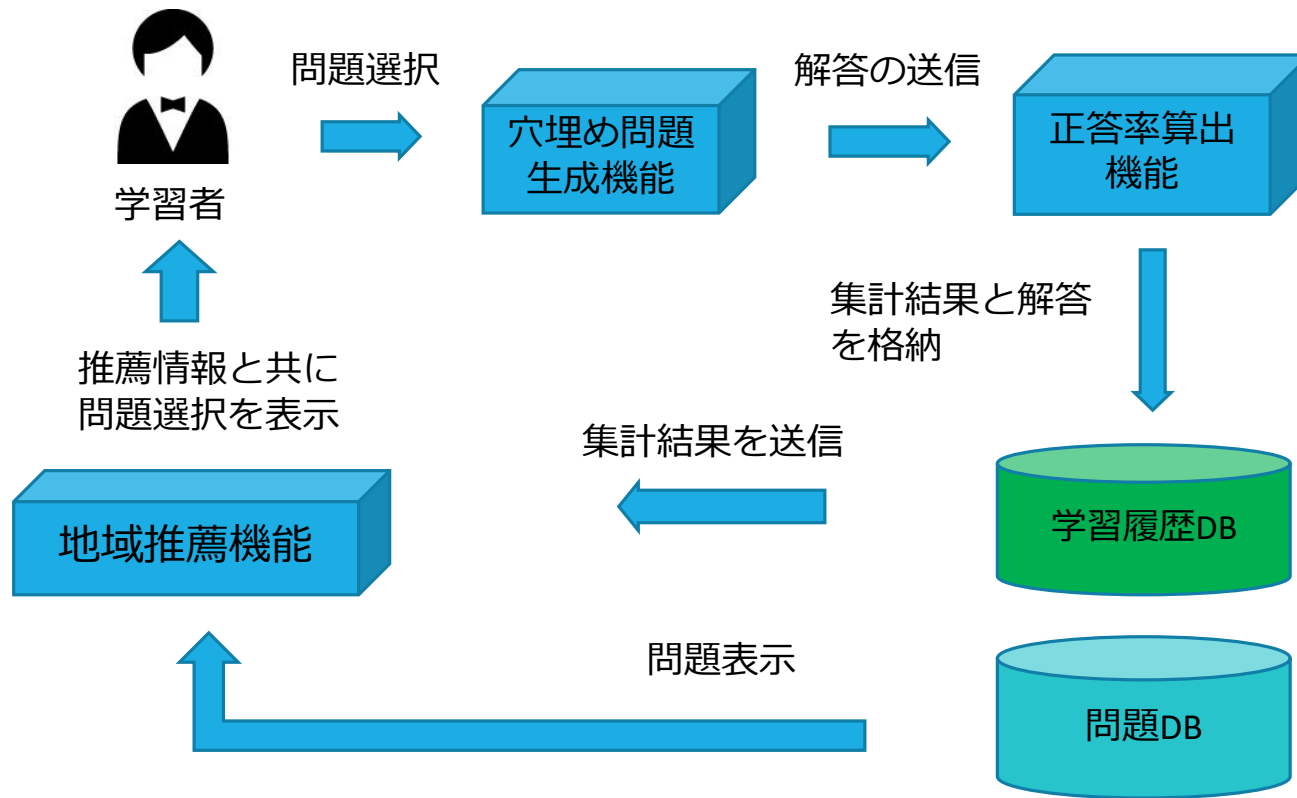 問題選択
解答の送信
穴埋め問題
生成機能
正答率算出
機能
学習者
集計結果と解答
を格納
推薦情報と共に
問題選択を表示
集計結果を送信
地域推薦機能
学習履歴DB
問題表示
問題DB